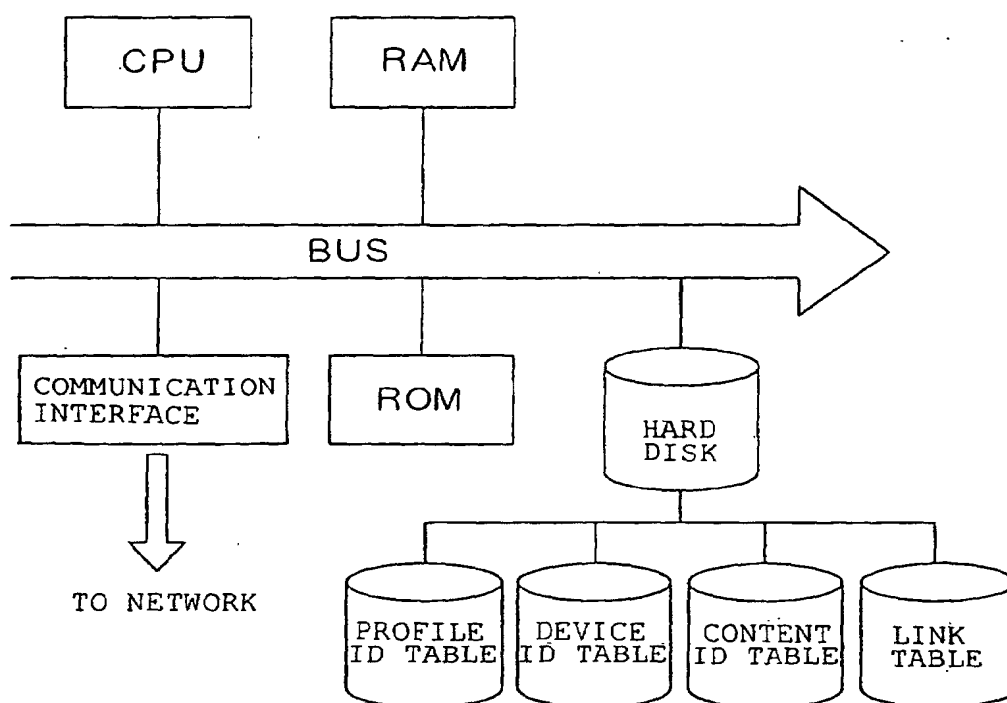 CPU
RAM
BUS
COMMUNICATION
INTERFACE
ROM
HARD
DISK
TO NETWORK
PROFILE
ID TABLE
DEVICE
ID TABLE
CONTENT
ID TABLE
LINK
TABLE